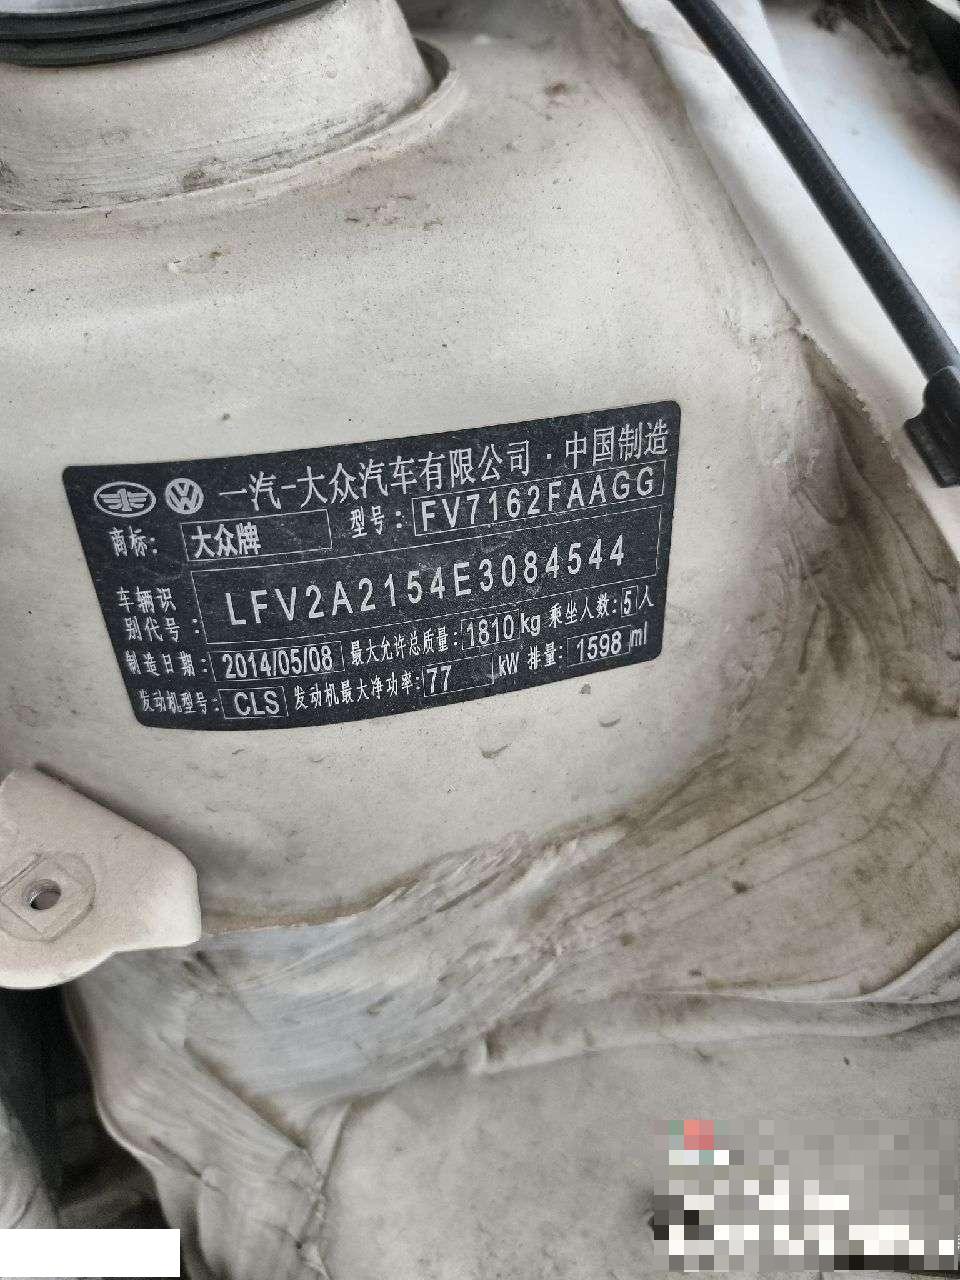 一汽-大众汽车有限公司·中国制造
商标: 大众牌 型号: FV7162FAAGG
车辆识别代号: LFV2A2154E3084544
制造日期: 2014/05/08 最大允许总质量: 1810 kg 乘坐人数: 5人
发动机型号: CLS 发动机最大净功率: 77 kW 排量: 1598 ml